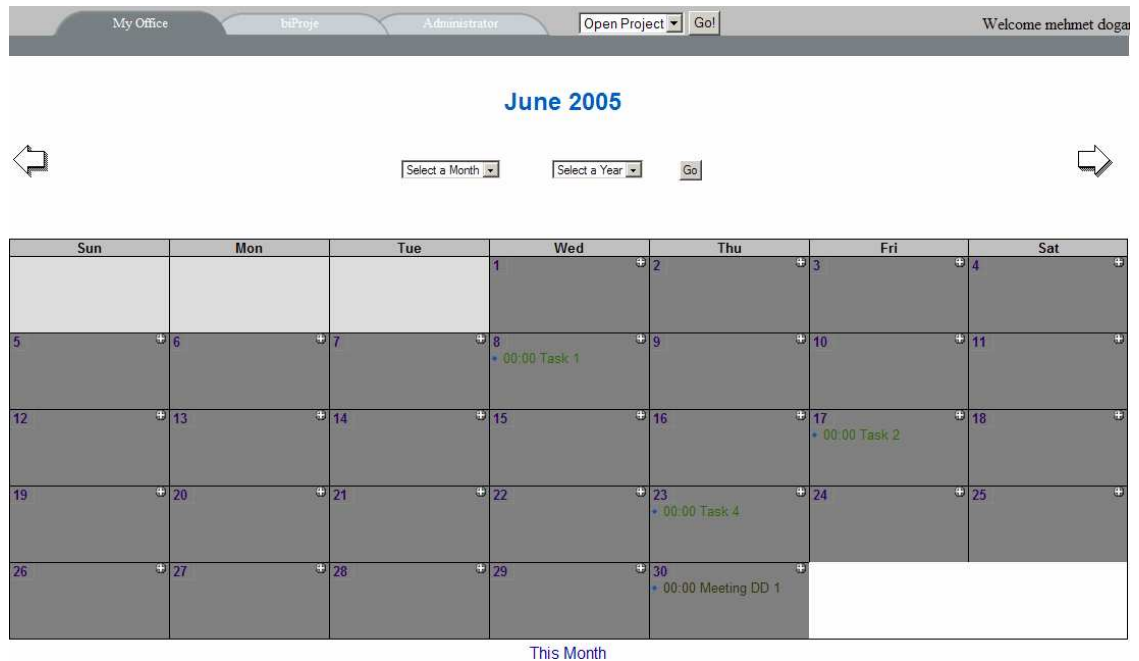 My Office biProje Administrator Open Project Go! Welcome mehmet dogan
June 2005
Select a Month Select a Year Go
Sun Mon Tue Wed Thu Fri Sat
1 2 3 4
5 6 7 8 9 10 11
00:00 Task 1
12 13 14 15 16 17 18
00:00 Task 2
19 20 21 22 23 24 25
00:00 Task 4
26 27 28 29 30
00:00 Meeting DD 1
This Month